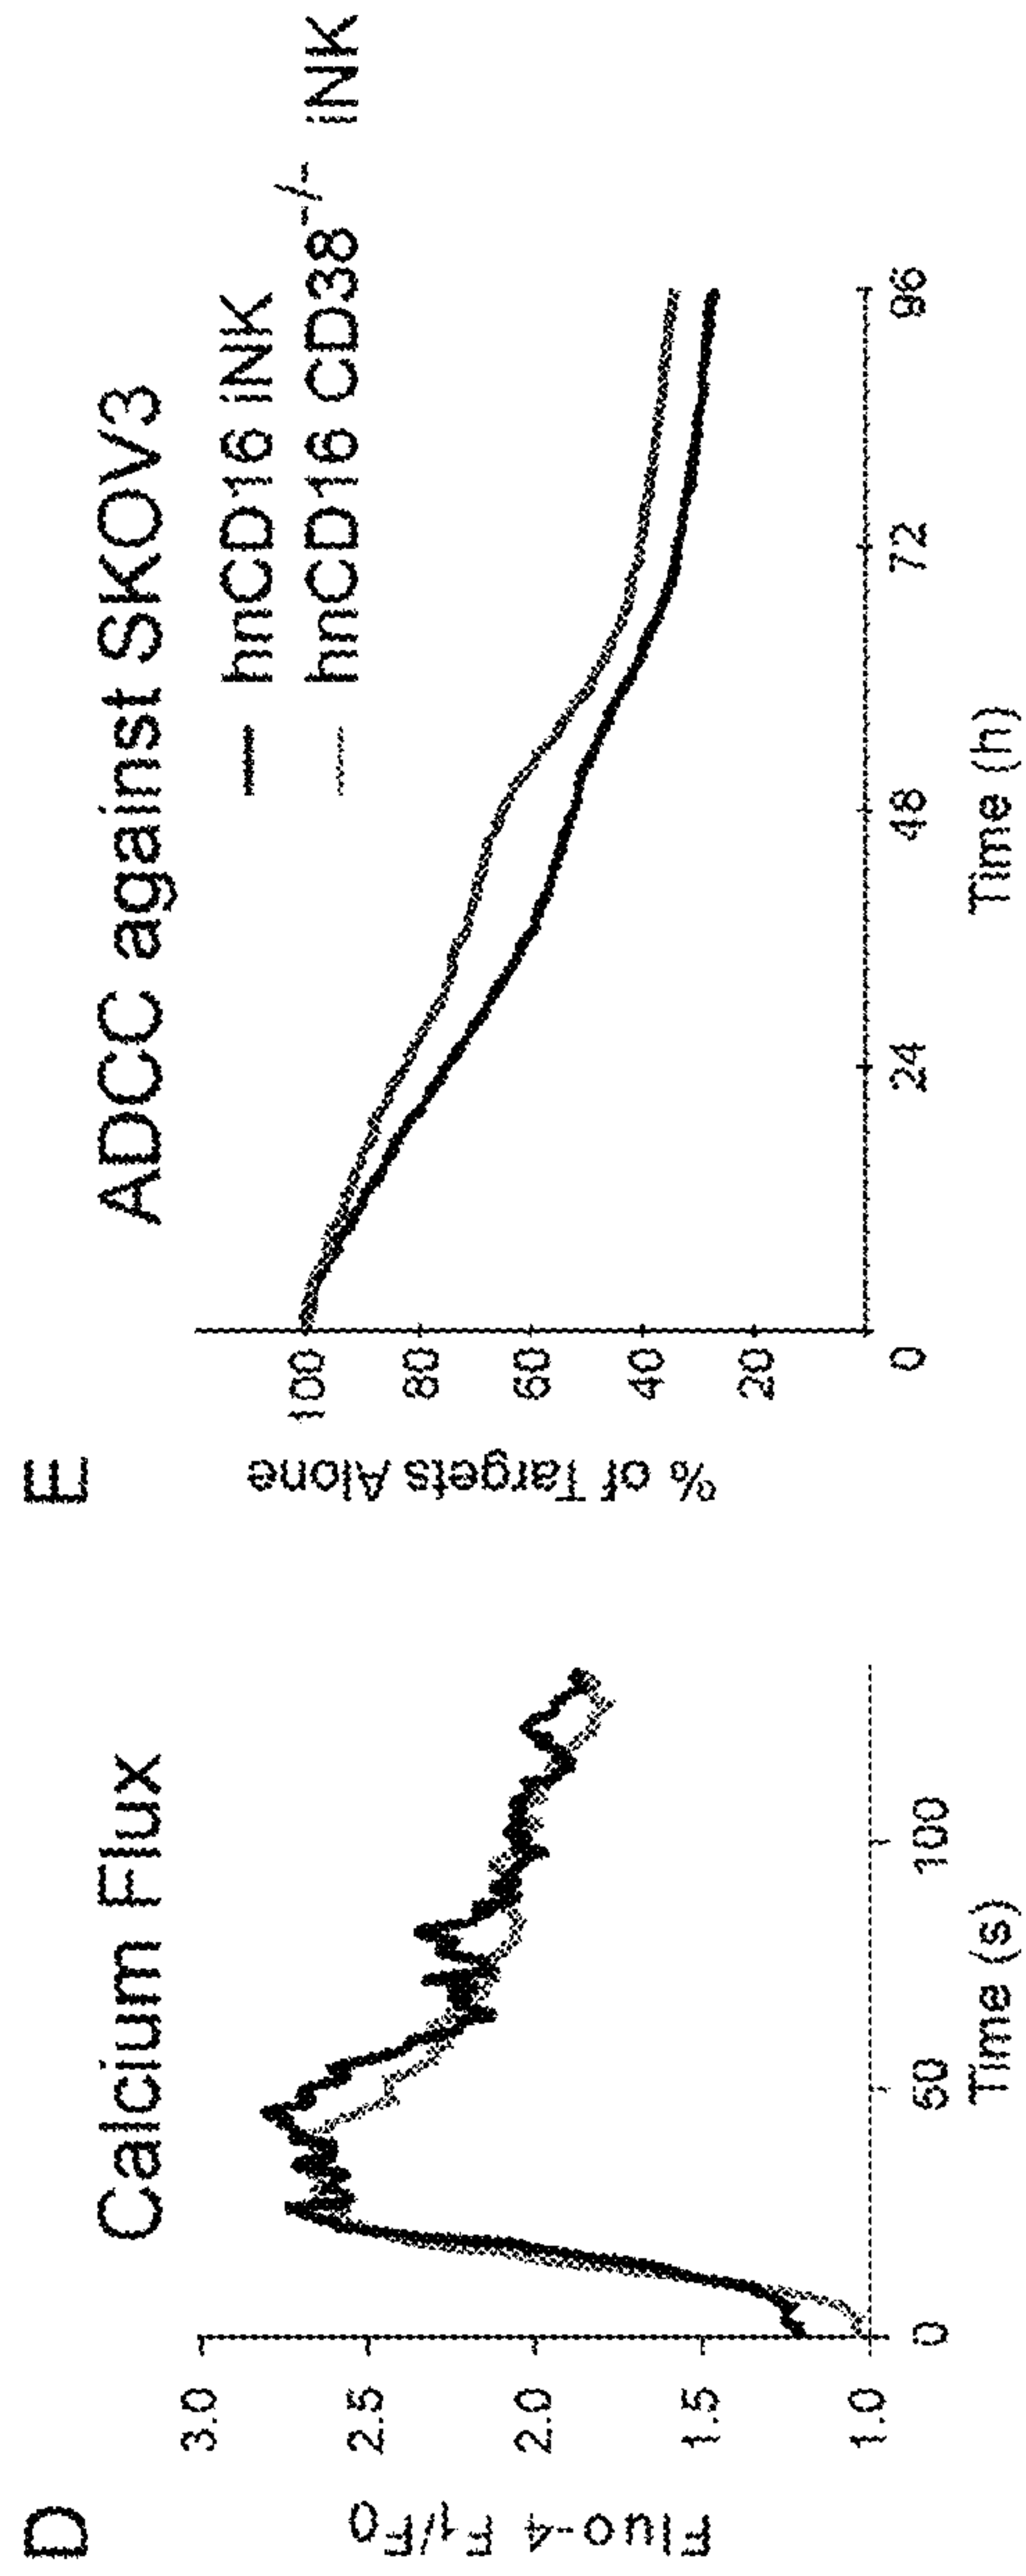 D
Calcium Flux
Fluo-4 F₁/F₀
3.0
2.5
2.0
1.5
1.0
0
50
100
Time (s)
E
ADCC against SKOV3
hnCD16 iNK
hnCD16 CD38⁻/⁻ iNK
% of Targets Alone
100
80
60
40
20
0
24
48
72
96
Time (h)